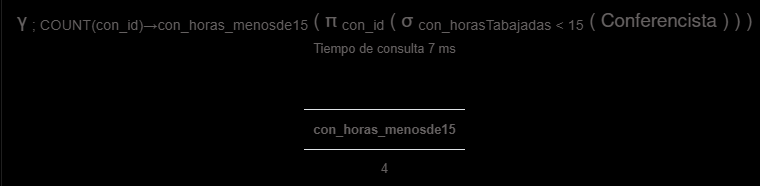 γ ; COUNT(con_id)→con_horas_menosde15 ( π con_id ( σ con_horasTabajadas < 15 ( Conferencista ) ) )
Tiempo de consulta 7 ms
con_horas_menosde15
4